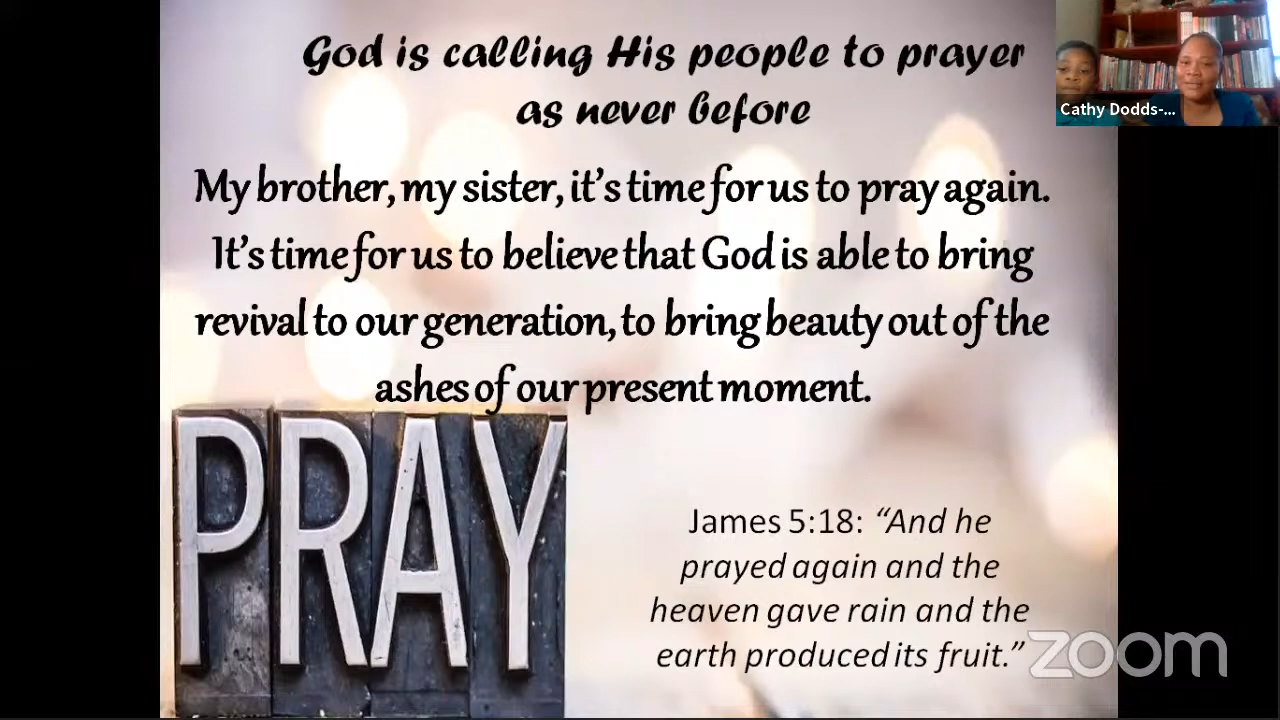 God is calling His people to prayer
as never before
My brother, my sister, it's time for us to pray again.
It's time for us to believe that God is able to bring
revival to our generation, to bring beauty out of the
ashes of our present moment.
PRAY
James 5:18: “And he
prayed again and the
heaven gave rain and the
earth produced its fruit.”
Cathy Dodds-...
zoom